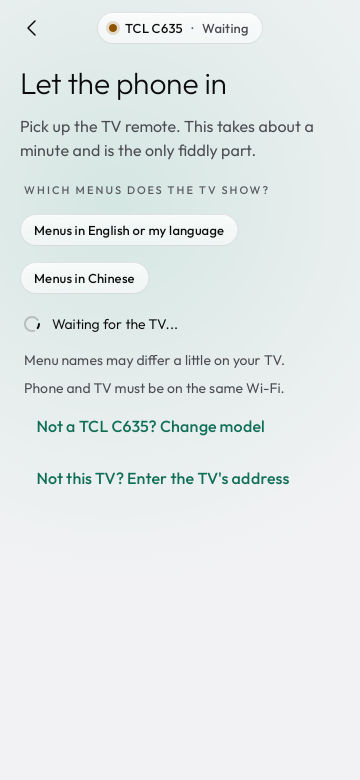 TCL C635 · Waiting
Let the phone in
Pick up the TV remote. This takes about a
minute and is the only fiddly part.
WHICH MENUS DOES THE TV SHOW?
Menus in English or my language
Menus in Chinese
Waiting for the TV...
Menu names may differ a little on your TV.
Phone and TV must be on the same Wi-Fi.
Not a TCL C635? Change model
Not this TV? Enter the TV's address